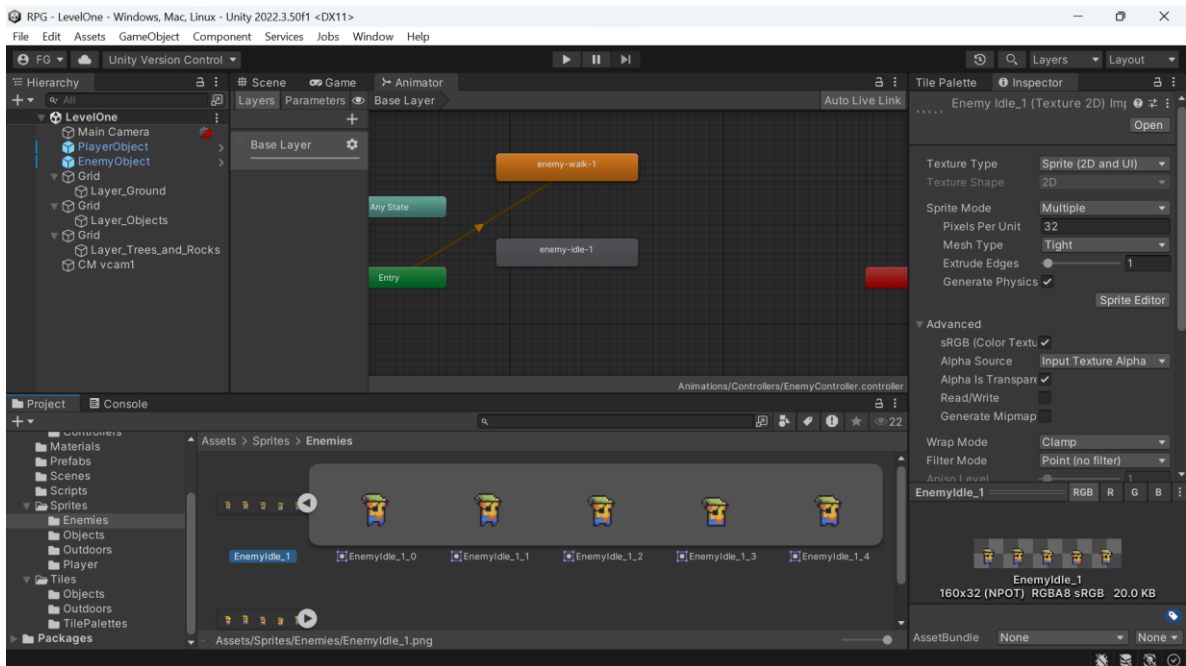 RPG - LevelOne - Windows, Mac, Linux - Unity 2022.3.50f1 <DX11>
File Edit Assets GameObject Component Services Jobs Window Help
FG Unity Version Control Layers Layout
Hierarchy # Scene Game Animator Tile Palette Inspector
All Layers Parameters Base Layer Auto Live Link Enemy Idle_1 (Texture 2D) Im
Open
LevelOne
Main Camera
PlayerObject
EnemyObject
Grid
Layer_Ground
Grid
Layer_Objects
Grid
Layer_Trees_and_Rocks
CM vcam1
Base Layer
enemy-walk-1
Any State
enemy-idle-1
Entry
Animations/Controllers/EnemyController.controller
Texture Type Sprite (2D and UI)
Texture Shape 2D
Sprite Mode Multiple
Pixels Per Unit 32
Mesh Type Tight
Extrude Edges 1
Generate Physics
Sprite Editor
Advanced
sRGB (Color Textu
Alpha Source Input Texture Alpha
Alpha Is Transpare
Read/Write
Generate Mipmap
Wrap Mode Clamp
Filter Mode Point (no filter)
Aniso Level 1
Project Console
22
Controllers
Materials
Prefabs
Scenes
Scripts
Sprites
Enemies
Objects
Outdoors
Player
Tiles
Objects
Outdoors
TilePalettes
Packages
Assets > Sprites > Enemies
EnemyIdle_1 EnemyIdle_1_0 EnemyIdle_1_1 EnemyIdle_1_2 EnemyIdle_1_3 EnemyIdle_1_4
Assets/Sprites/Enemies/EnemyIdle_1.png
EnemyIdle_1 RGB R G B
EnemyIdle_1
160x32 (NPOT) RGBA8 sRGB 20.0 KB
AssetBundle None None